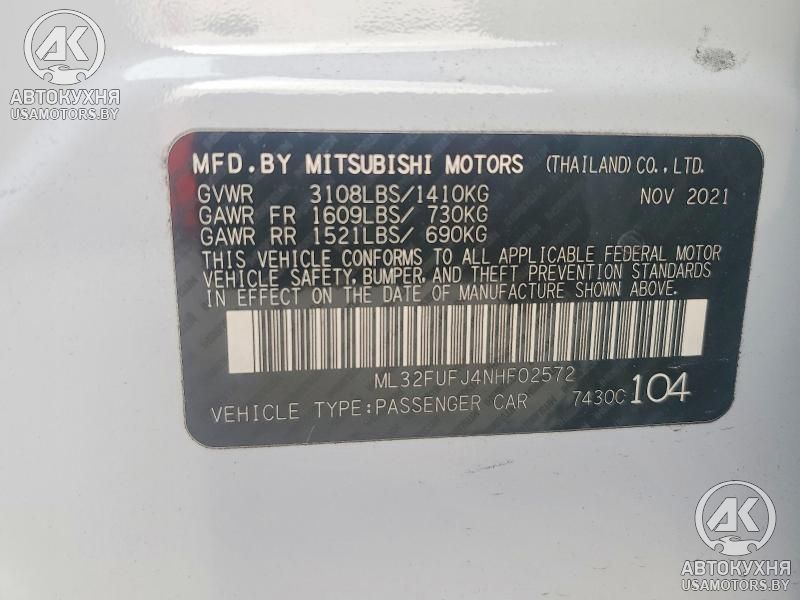 AK
АВТОКУХНЯ
USAMOTORS.BY
MFD.BY MITSUBISHI MOTORS (THAILAND) CO.,LTD.
GVWR 3108LBS/1410KG NOV 2021
GAWR FR 1609LBS/ 730KG
GAWR RR 1521LBS/ 690KG
THIS VEHICLE CONFORMS TO ALL APPLICABLE FEDERAL MOTOR
VEHICLE SAFETY, BUMPER, AND THEFT PREVENTION STANDARDS
IN EFFECT ON THE DATE OF MANUFACTURE SHOWN ABOVE.
ML32FUFJ4NHF02572
VEHICLE TYPE:PASSENGER CAR 7430C 104
AK
АВТОКУХНЯ
USAMOTORS.BY